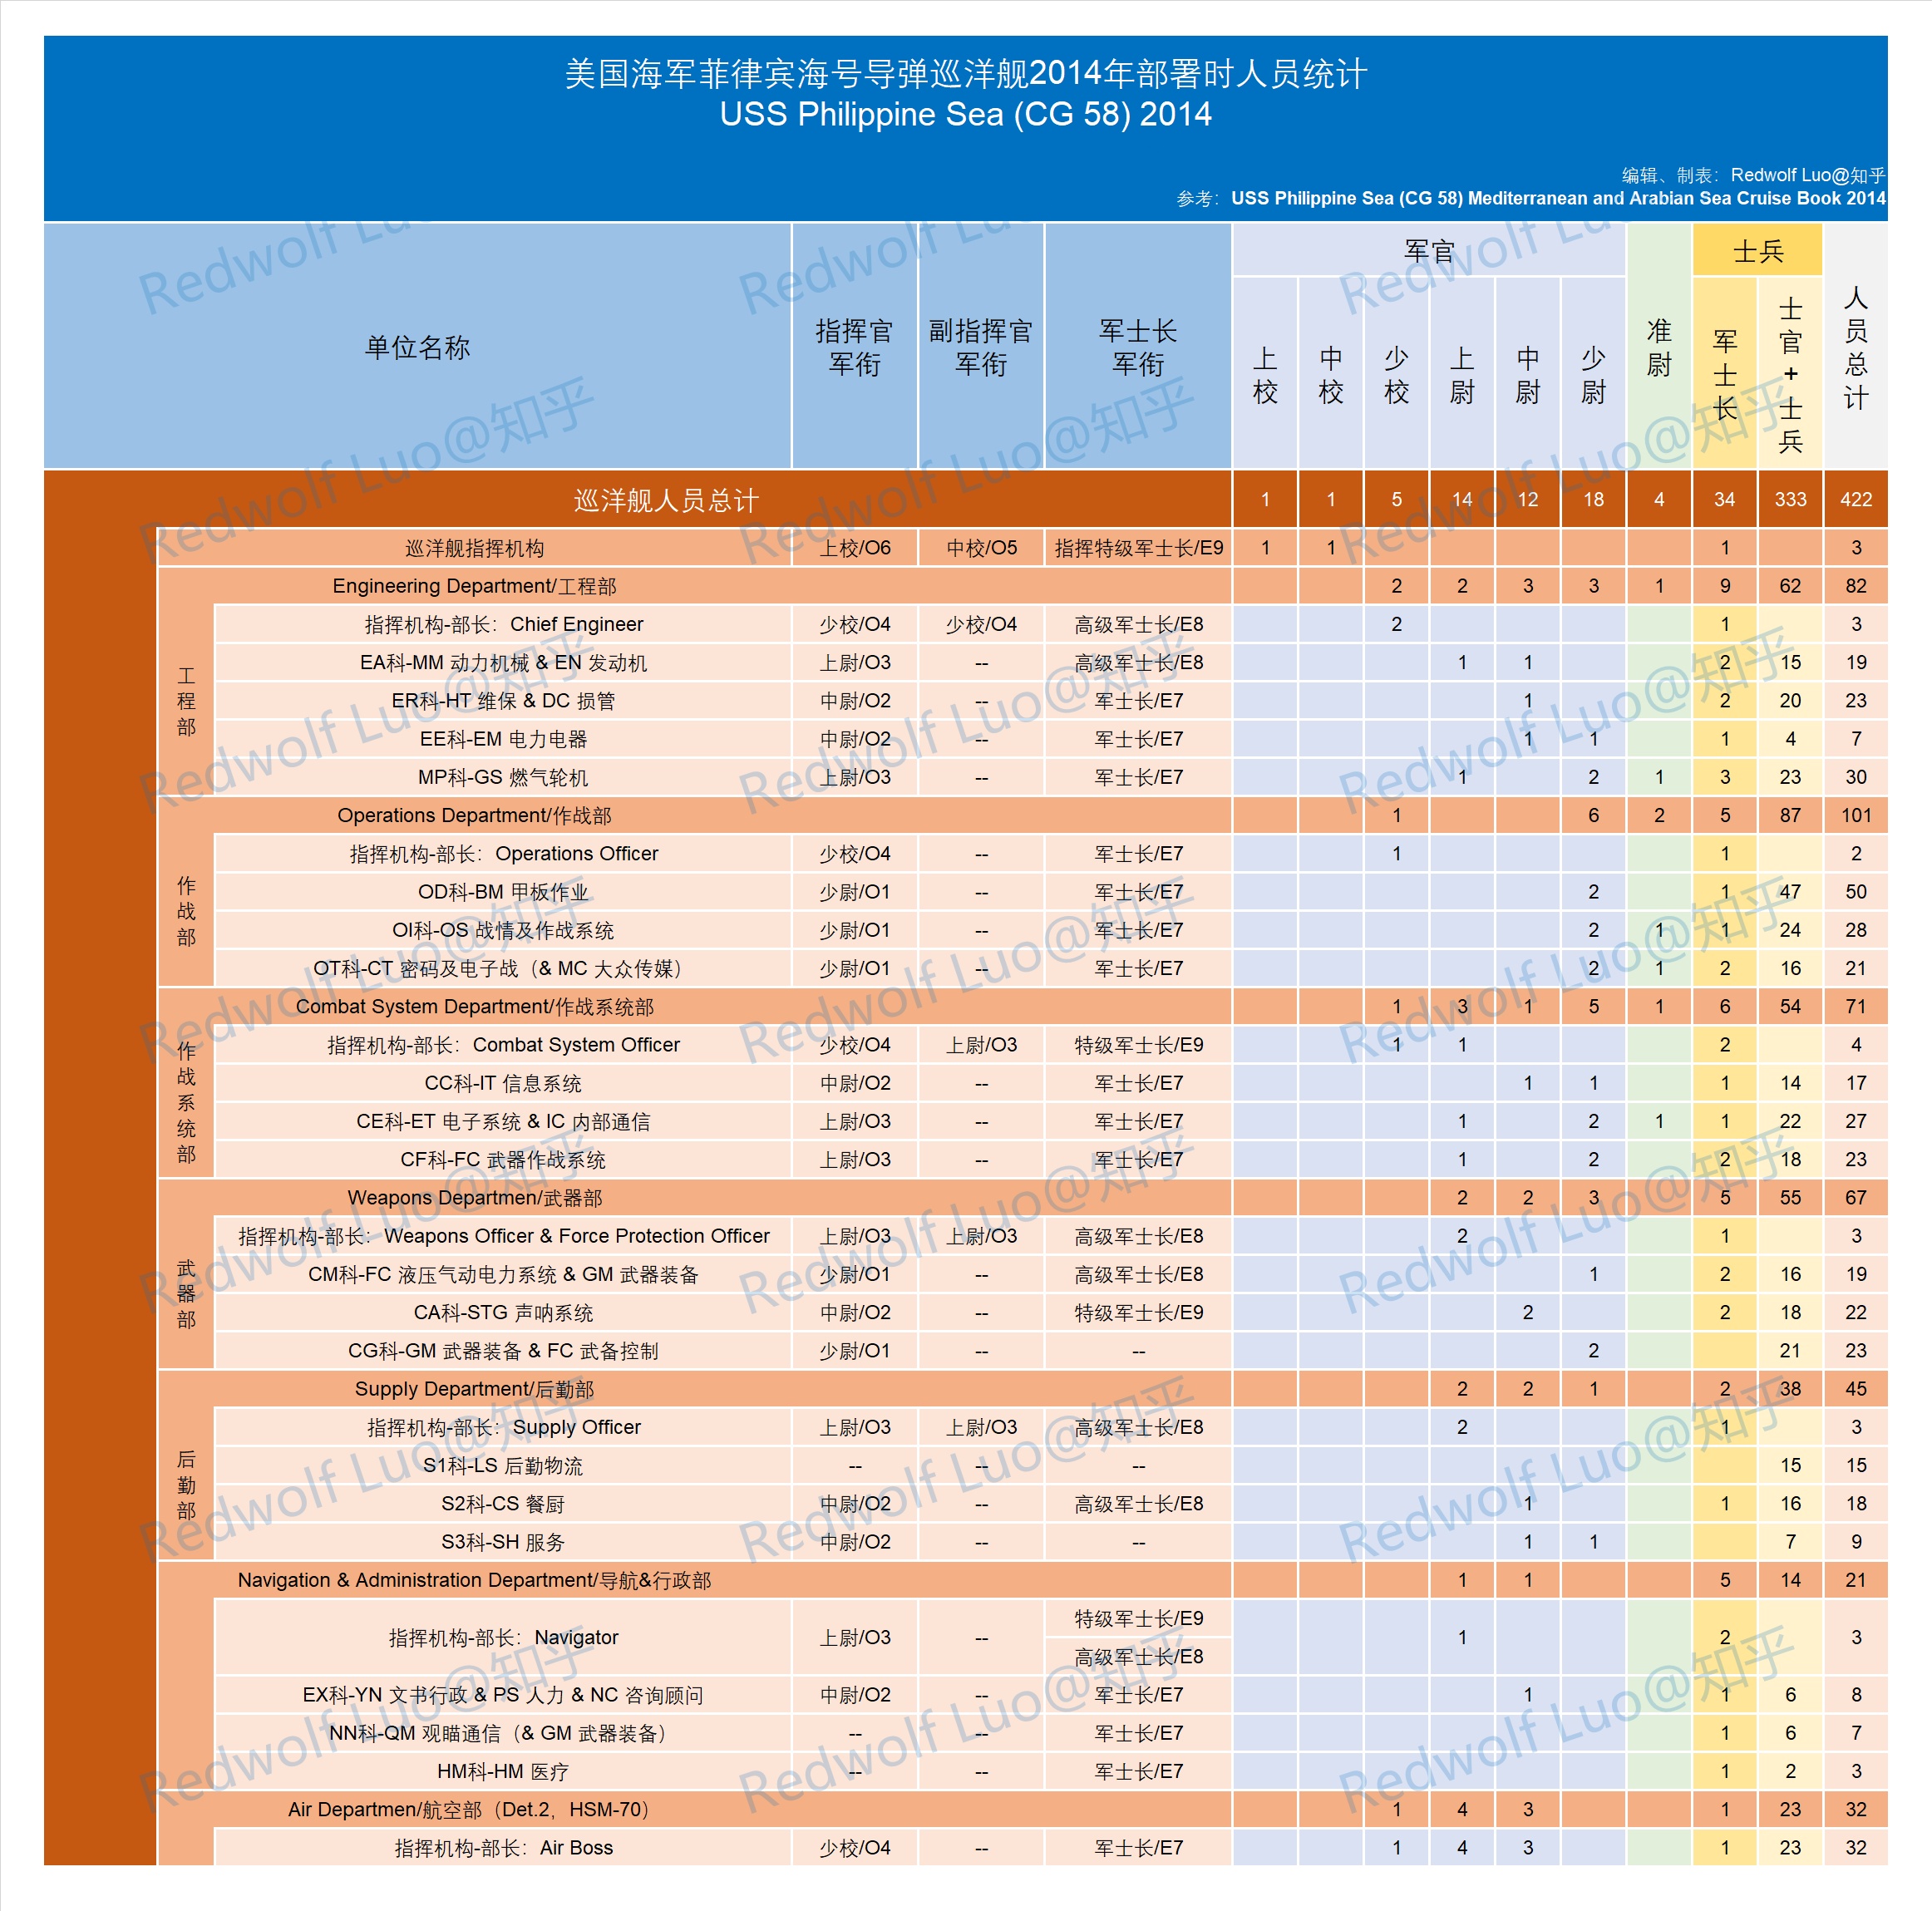 美国海军菲律宾海号导弹巡洋舰2014年部署时人员统计
USS Philippine Sea (CG 58) 2014
编辑、制表：Redwolf Luo@知乎
参考：USS Philippine Sea (CG 58) Mediterranean and Arabian Sea Cruise Book 2014
单位名称 指挥官军衔 副指挥官军衔 军士长军衔 军官 上校 中校 少校 上尉 中尉 少尉 准尉 士兵 军士长 士官+士兵 人员总计
巡洋舰人员总计 1 1 5 14 12 18 4 34 333 422
巡洋舰指挥机构 上校/O6 中校/O5 指挥特级军士长/E9 1 1 1 3
工程部
Engineering Department/工程部 2 2 3 3 1 9 62 82
指挥机构-部长：Chief Engineer 少校/O4 少校/O4 高级军士长/E8 2 1 3
EA科-MM 动力机械 & EN 发动机 上尉/O3 -- 高级军士长/E8 1 1 2 15 19
ER科-HT 维保 & DC 损管 中尉/O2 -- 军士长/E7 1 2 20 23
EE科-EM 电力电器 中尉/O2 -- 军士长/E7 1 1 1 4 7
MP科-GS 燃气轮机 上尉/O3 -- 军士长/E7 1 2 1 3 23 30
作战部
Operations Department/作战部 1 6 2 5 87 101
指挥机构-部长：Operations Officer 少校/O4 -- 军士长/E7 1 1 2
OD科-BM 甲板作业 少尉/O1 -- 军士长/E7 2 1 47 50
OI科-OS 战情及作战系统 少尉/O1 -- 军士长/E7 2 1 1 24 28
OT科-CT 密码及电子战（& MC 大众传媒） 少尉/O1 -- 军士长/E7 2 1 2 16 21
作战系统部
Combat System Department/作战系统部 1 3 1 5 1 6 54 71
指挥机构-部长：Combat System Officer 少校/O4 上尉/O3 特级军士长/E9 1 1 2 4
CC科-IT 信息系统 中尉/O2 -- 军士长/E7 1 1 1 14 17
CE科-ET 电子系统 & IC 内部通信 上尉/O3 -- 军士长/E7 1 2 1 1 22 27
CF科-FC 武器作战系统 上尉/O3 -- 军士长/E7 1 2 2 18 23
武器部
Weapons Departmen/武器部 2 2 3 5 55 67
指挥机构-部长：Weapons Officer & Force Protection Officer 上尉/O3 上尉/O3 高级军士长/E8 2 1 3
CM科-FC 液压气动电力系统 & GM 武器装备 少尉/O1 -- 高级军士长/E8 1 2 16 19
CA科-STG 声呐系统 中尉/O2 -- 特级军士长/E9 2 2 18 22
CG科-GM 武器装备 & FC 武备控制 少尉/O1 -- -- 2 21 23
后勤部
Supply Department/后勤部 2 2 1 2 38 45
指挥机构-部长：Supply Officer 上尉/O3 上尉/O3 高级军士长/E8 2 1 3
S1科-LS 后勤物流 -- -- -- 15 15
S2科-CS 餐厨 中尉/O2 -- 高级军士长/E8 1 1 16 18
S3科-SH 服务 中尉/O2 -- -- 1 1 7 9
Navigation & Administration Department/导航&行政部 1 1 5 14 21
指挥机构-部长：Navigator 上尉/O3 -- 特级军士长/E9 高级军士长/E8 1 2 3
EX科-YN 文书行政 & PS 人力 & NC 咨询顾问 中尉/O2 -- 军士长/E7 1 1 6 8
NN科-QM 观瞄通信（& GM 武器装备） -- -- 军士长/E7 1 6 7
HM科-HM 医疗 -- -- 军士长/E7 1 2 3
Air Departmen/航空部（Det.2，HSM-70） 1 4 3 1 23 32
指挥机构-部长：Air Boss 少校/O4 -- 军士长/E7 1 4 3 1 23 32